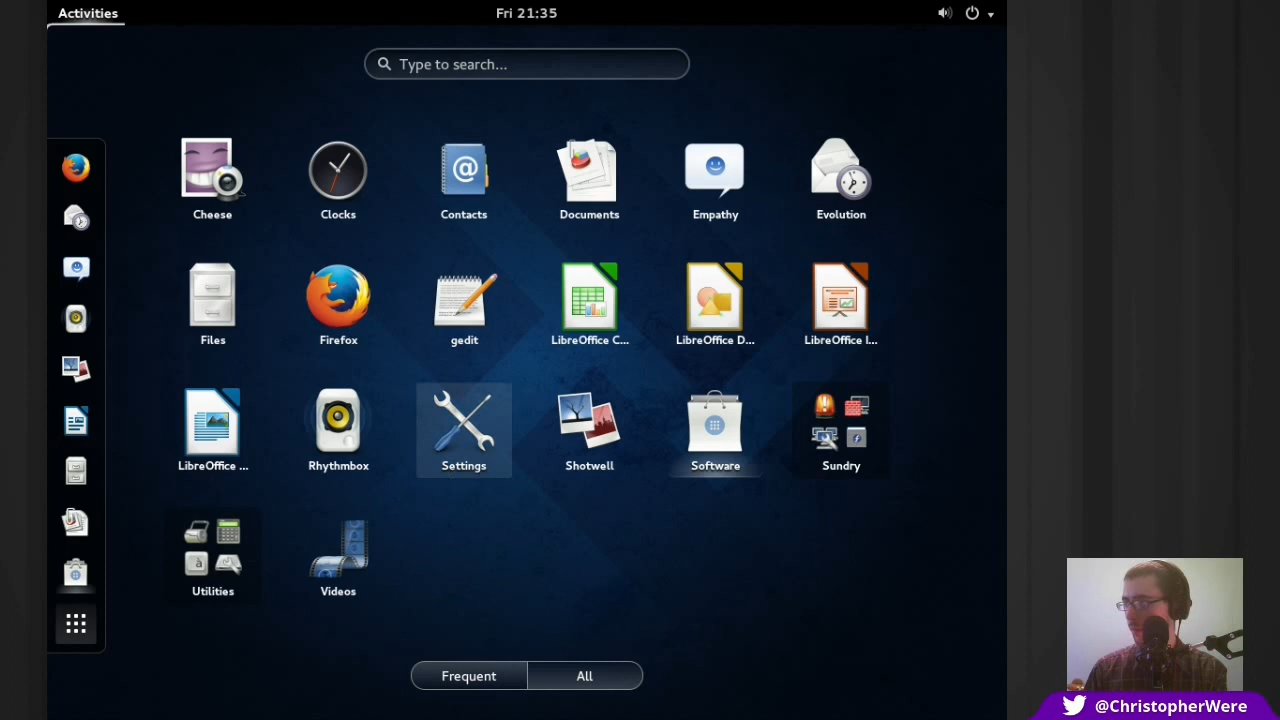 Activities
Fri 21:35
Type to search...
Cheese
Clocks
Contacts
Documents
Empathy
Evolution
Files
Firefox
gedit
LibreOffice C...
LibreOffice D...
LibreOffice I...
LibreOffice ...
Rhythmbox
Settings
Shotwell
Software
Sundry
Utilities
Videos
Frequent
All
@ChristopherWere